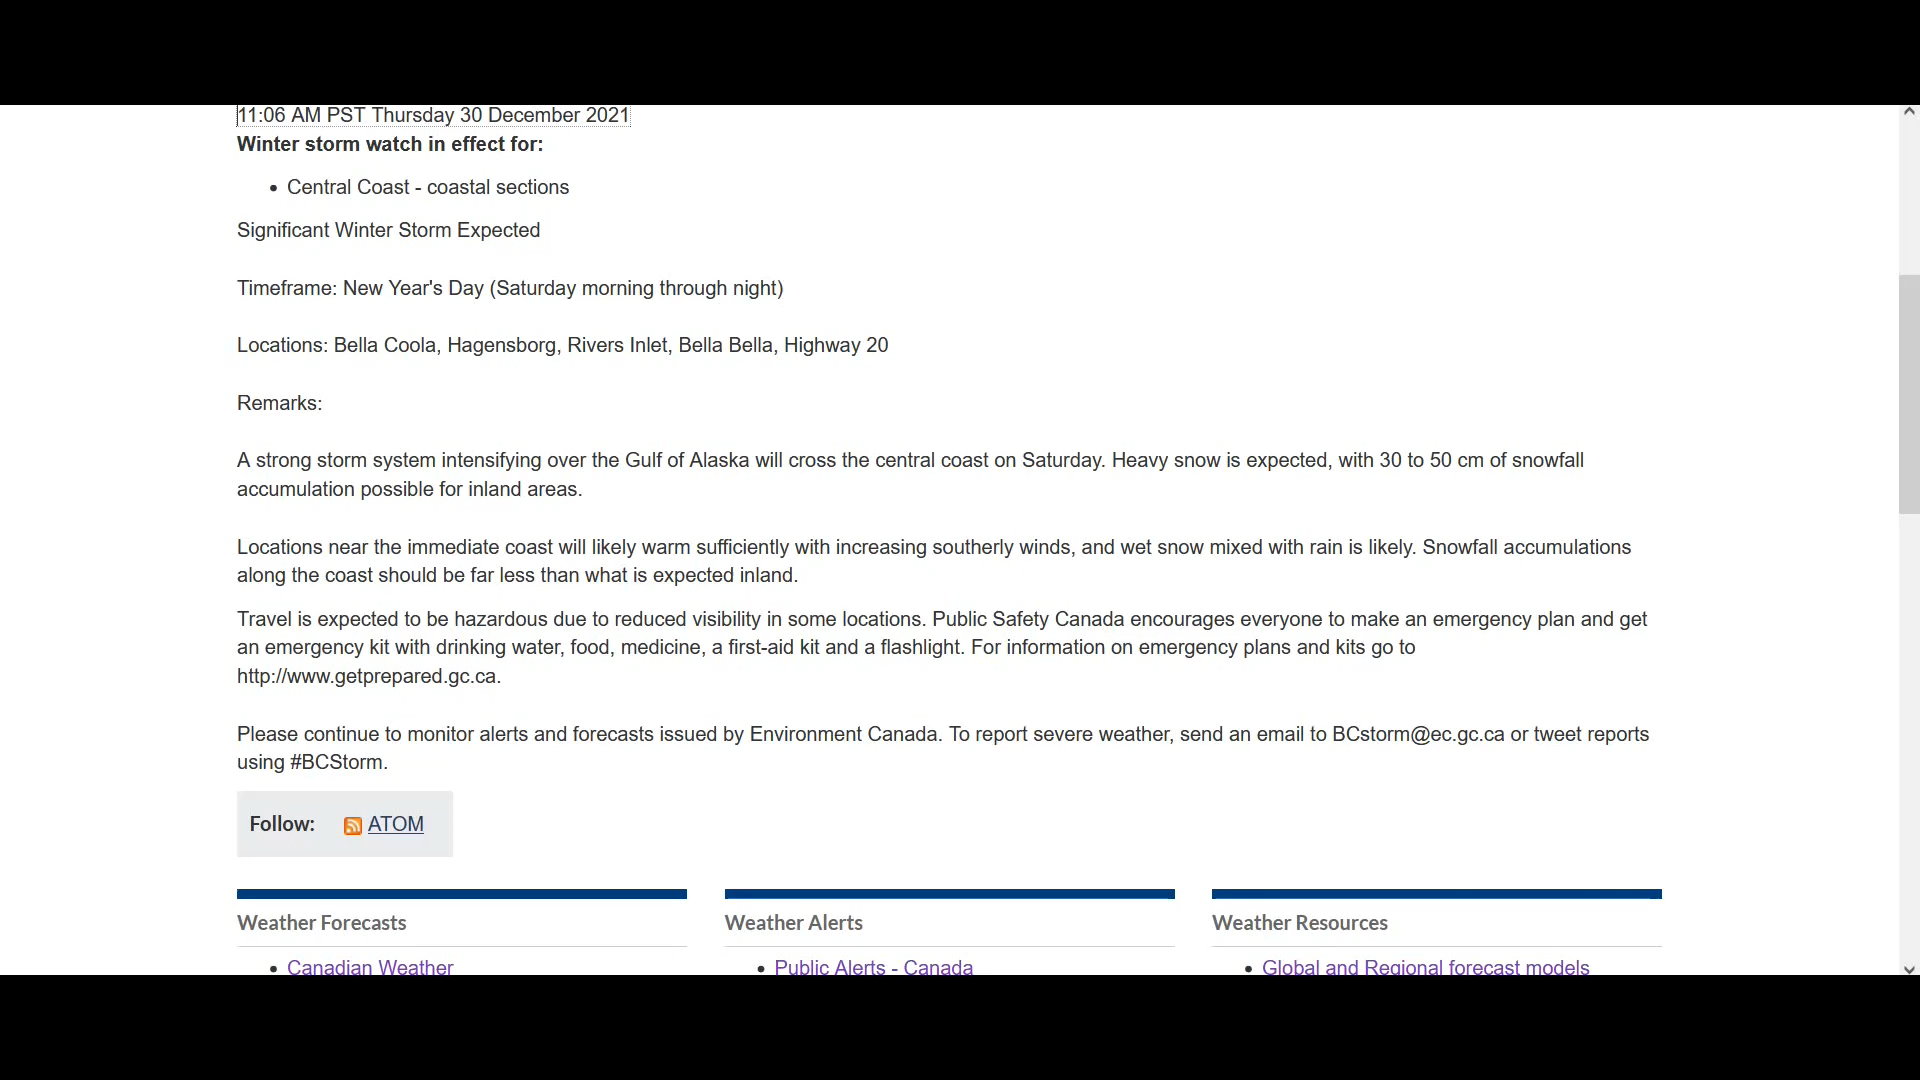 11:06 AM PST Thursday 30 December 2021
Winter storm watch in effect for:
Central Coast - coastal sections
Significant Winter Storm Expected
Timeframe: New Year's Day (Saturday morning through night)
Locations: Bella Coola, Hagensborg, Rivers Inlet, Bella Bella, Highway 20
Remarks:
A strong storm system intensifying over the Gulf of Alaska will cross the central coast on Saturday. Heavy snow is expected, with 30 to 50 cm of snowfall
accumulation possible for inland areas.
Locations near the immediate coast will likely warm sufficiently with increasing southerly winds, and wet snow mixed with rain is likely. Snowfall accumulations
along the coast should be far less than what is expected inland.
Travel is expected to be hazardous due to reduced visibility in some locations. Public Safety Canada encourages everyone to make an emergency plan and get
an emergency kit with drinking water, food, medicine, a first-aid kit and a flashlight. For information on emergency plans and kits go to
http://www.getprepared.gc.ca.
Please continue to monitor alerts and forecasts issued by Environment Canada. To report severe weather, send an email to BCstorm@ec.gc.ca or tweet reports
using #BCStorm.
Follow: ATOM
Weather Forecasts
Canadian Weather
Weather Alerts
Public Alerts - Canada
Weather Resources
Global and Regional forecast models